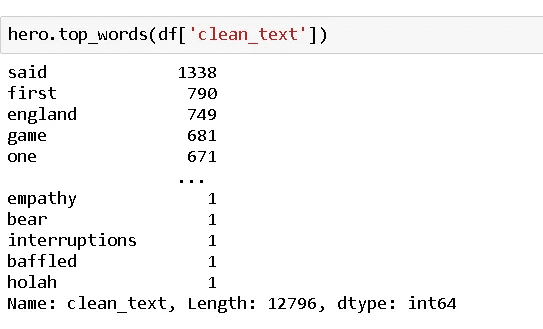 hero.top_words(df['clean_text'])
said 1338
first 790
england 749
game 681
one 671
...
empathy 1
bear 1
interruptions 1
baffled 1
holah 1
Name: clean_text, Length: 12796, dtype: int64